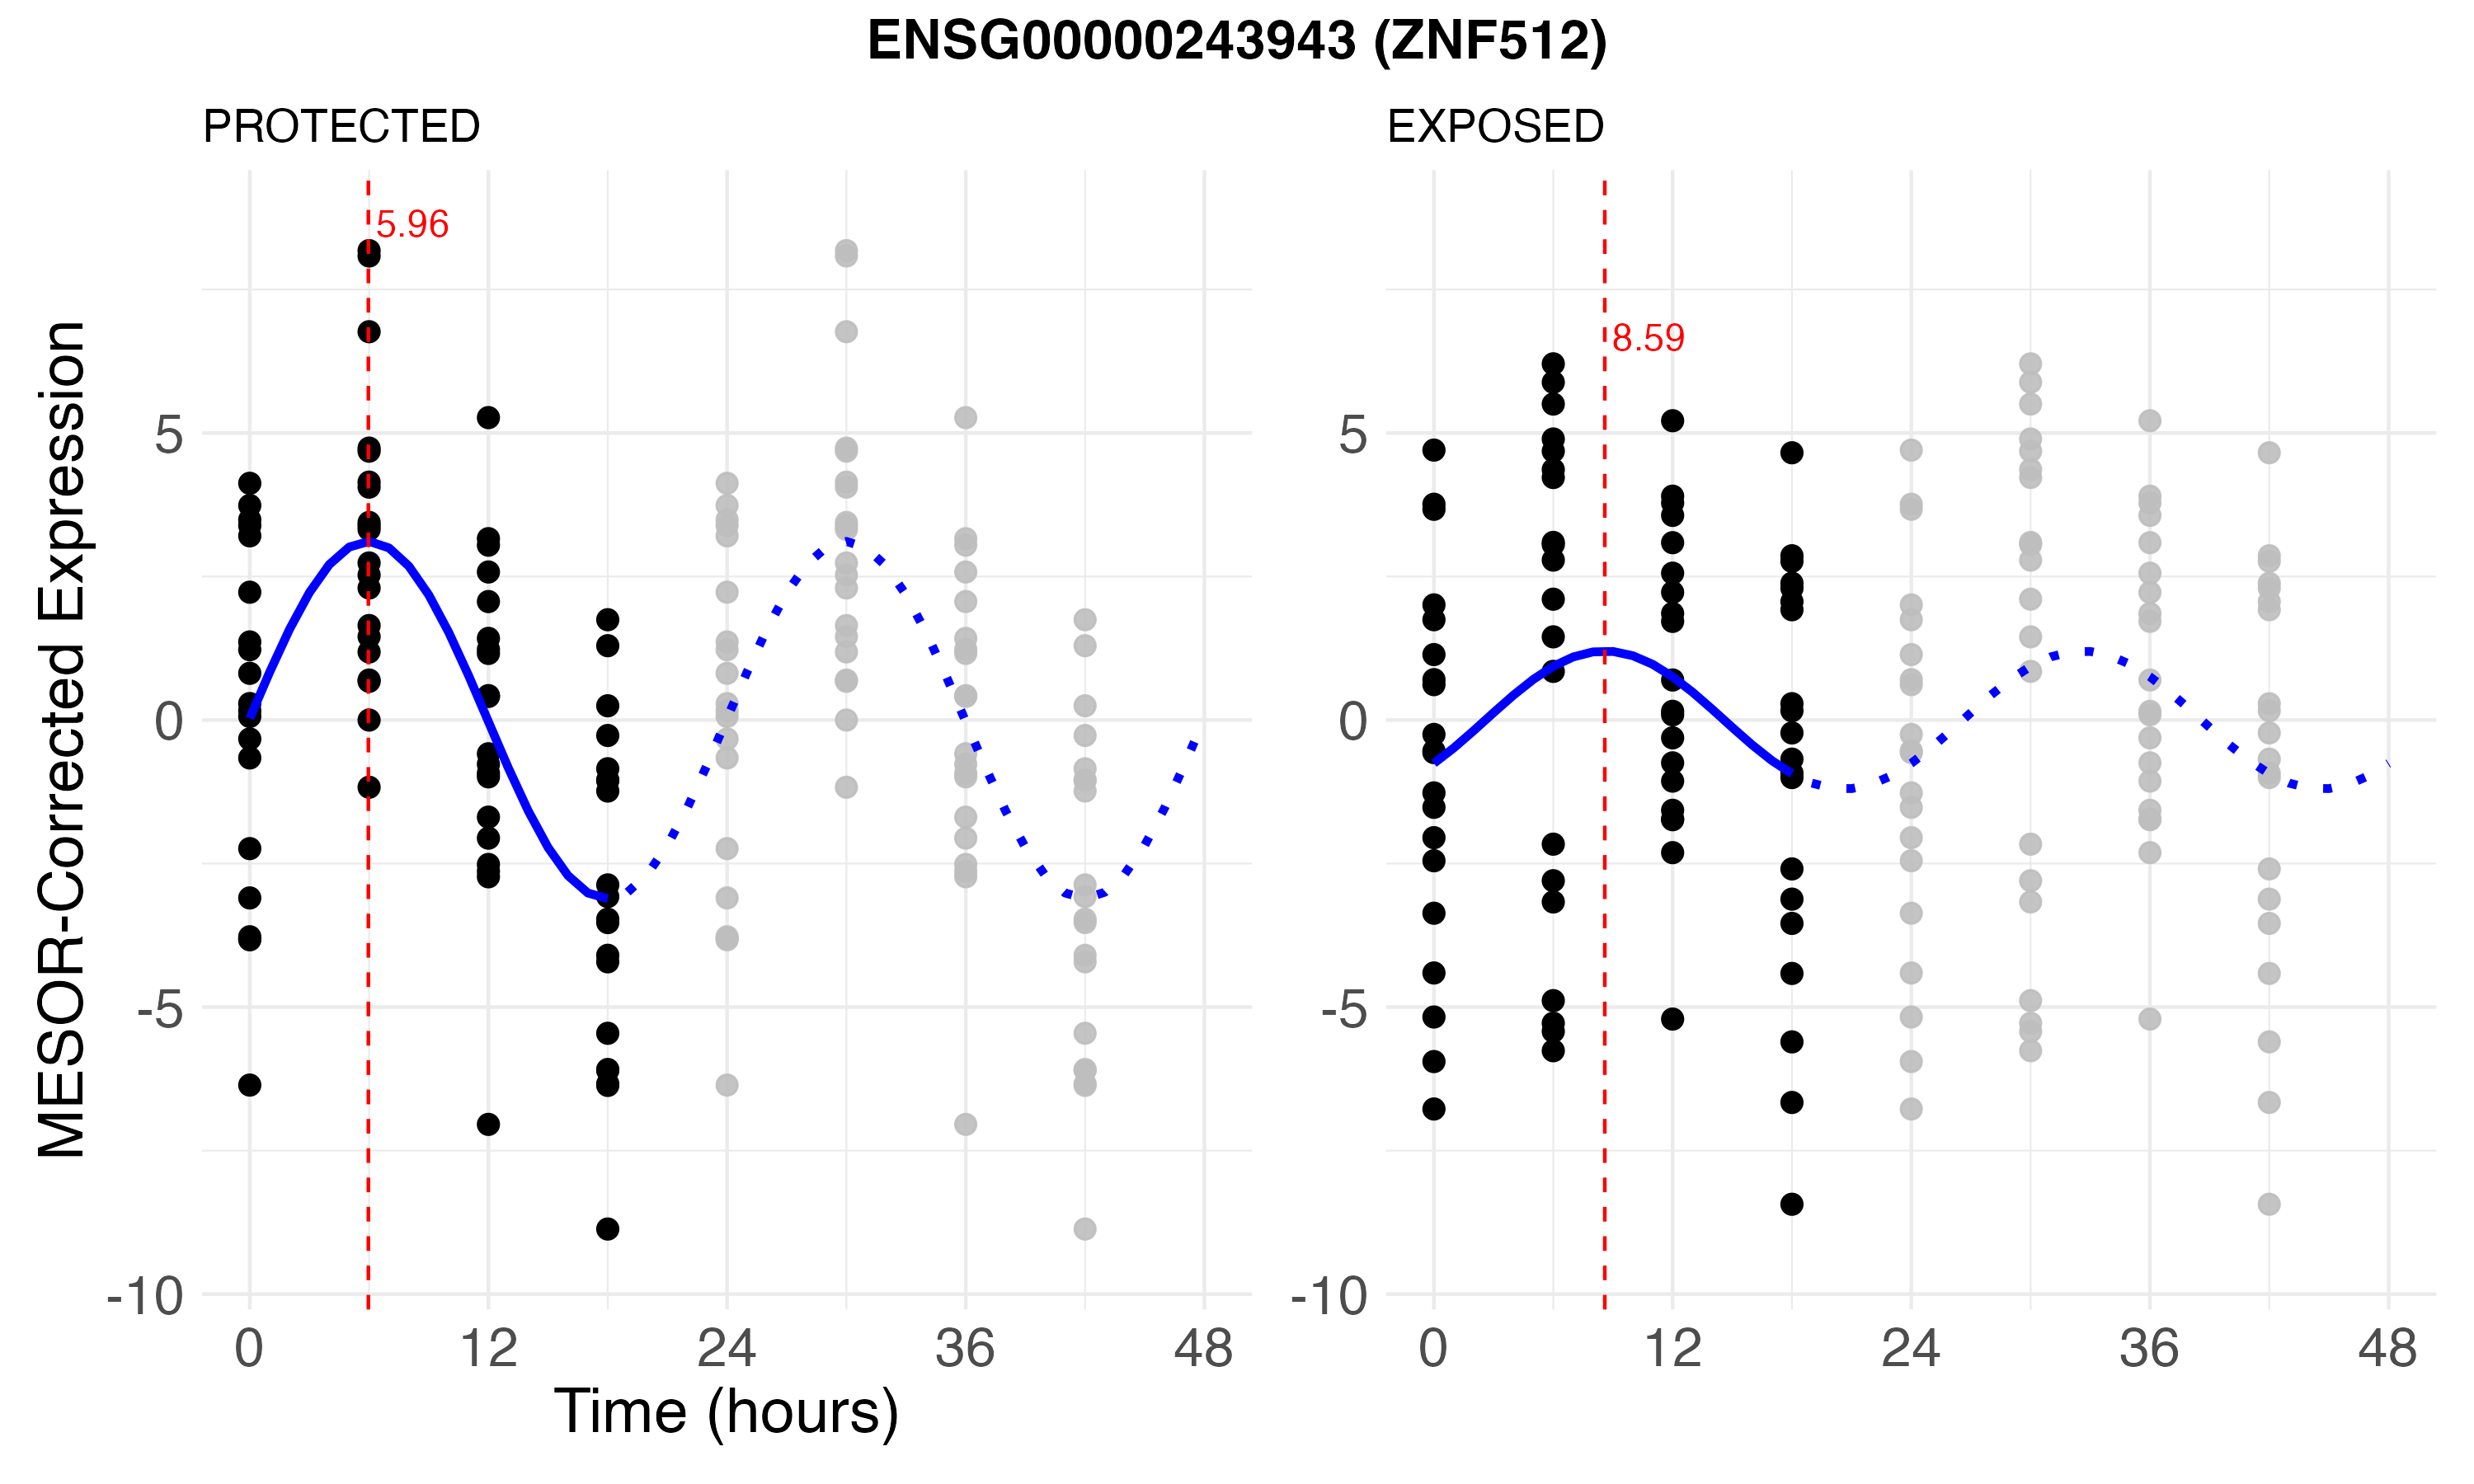 ENSG00000243943 (ZNF512)
PROTECTED
EXPOSED
MESOR-Corrected Expression
5.96
5
0
-5
-10
0 12 24 36 48
8.59
5
0
-5
-10
0 12 24 36 48
Time (hours)